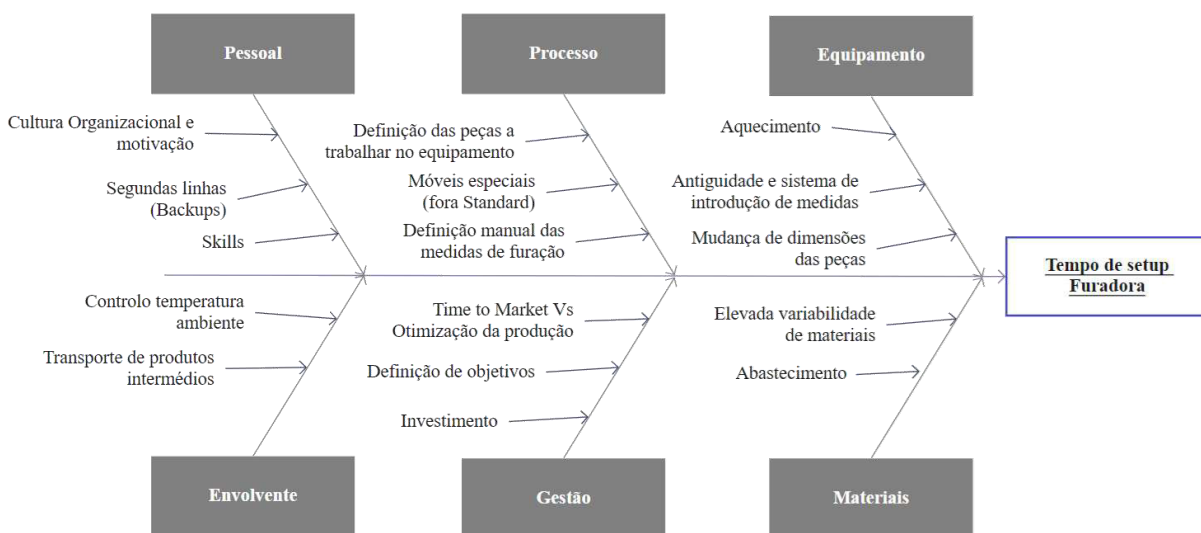 Pessoal
Processo
Equipamento
Cultura Organizacional e
motivação
Segundas linhas
(Backups)
Skills
Definição das peças a
trabalhar no equipamento
Móveis especiais
(fora Standard)
Definição manual das
medidas de furação
Aquecimento
Antiguidade e sistema de
introdução de medidas
Mudança de dimensões
das peças
Tempo de setup
Furadora
Controlo temperatura
ambiente
Transporte de produtos
intermédios
Time to Market Vs
Otimização da produção
Definição de objetivos
Investimento
Elevada variabilidade
de materiais
Abastecimento
Envolvente
Gestão
Materiais